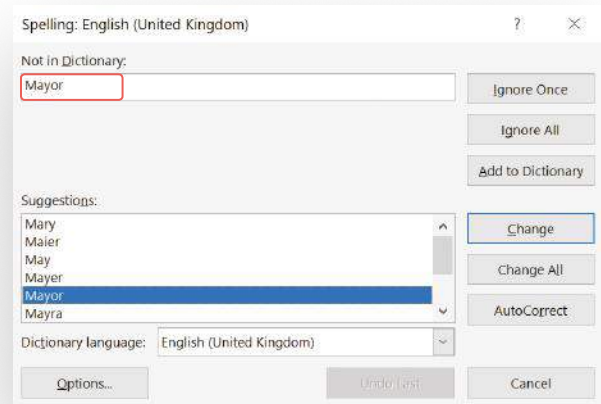 Spelling: English (United Kingdom) ? ×
Not in Dictionary:
Mayor
Ignore Once
Ignore All
Add to Dictionary
Suggestions:
Mary
Maier
May
Mayer
Mayor
Mayra
Change
Change All
AutoCorrect
Dictionary language: English (United Kingdom)
Options... Undo Last Cancel